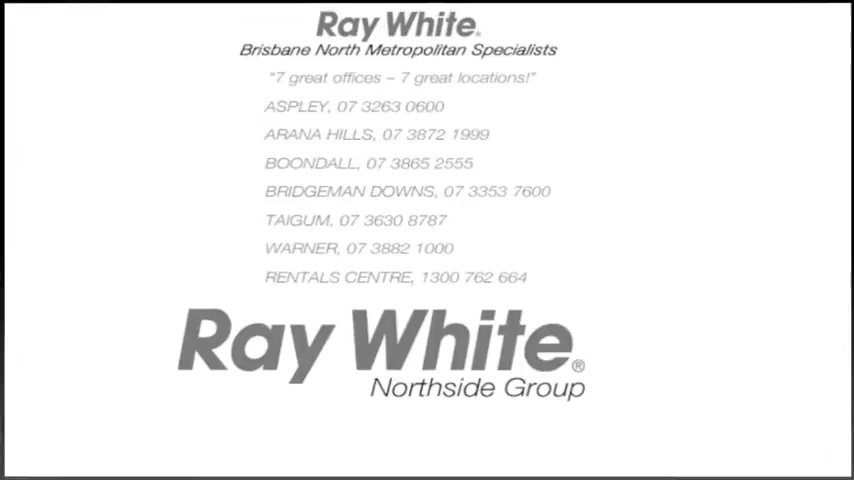 Ray White®
Brisbane North Metropolitan Specialists
"7 great offices – 7 great locations!"
ASPLEY, 07 3263 0600
ARANA HILLS, 07 3872 1999
BOONDALL, 07 3865 2555
BRIDGEMAN DOWNS, 07 3353 7600
TAIGUM, 07 3630 8787
WARNER, 07 3882 1000
RENTALS CENTRE, 1300 762 664
Ray White®
Northside Group